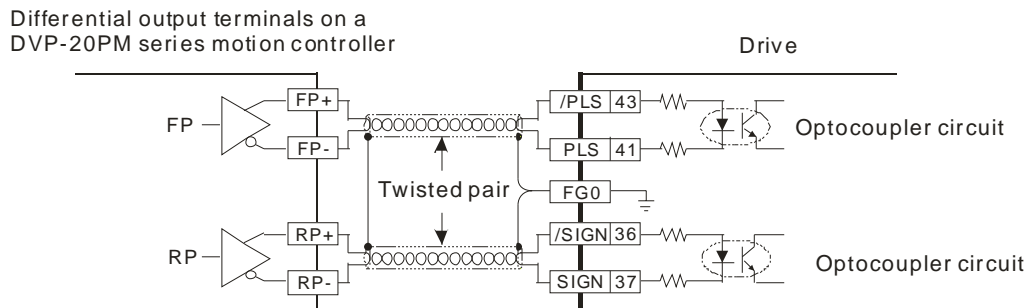 Differential output terminals on a
DVP-20PM series motion controller
Drive
FP
FP+
FP-
/PLS 43
PLS 41
Optocoupler circuit
Twisted pair
FG0
RP
RP+
RP-
/SIGN 36
SIGN 37
Optocoupler circuit